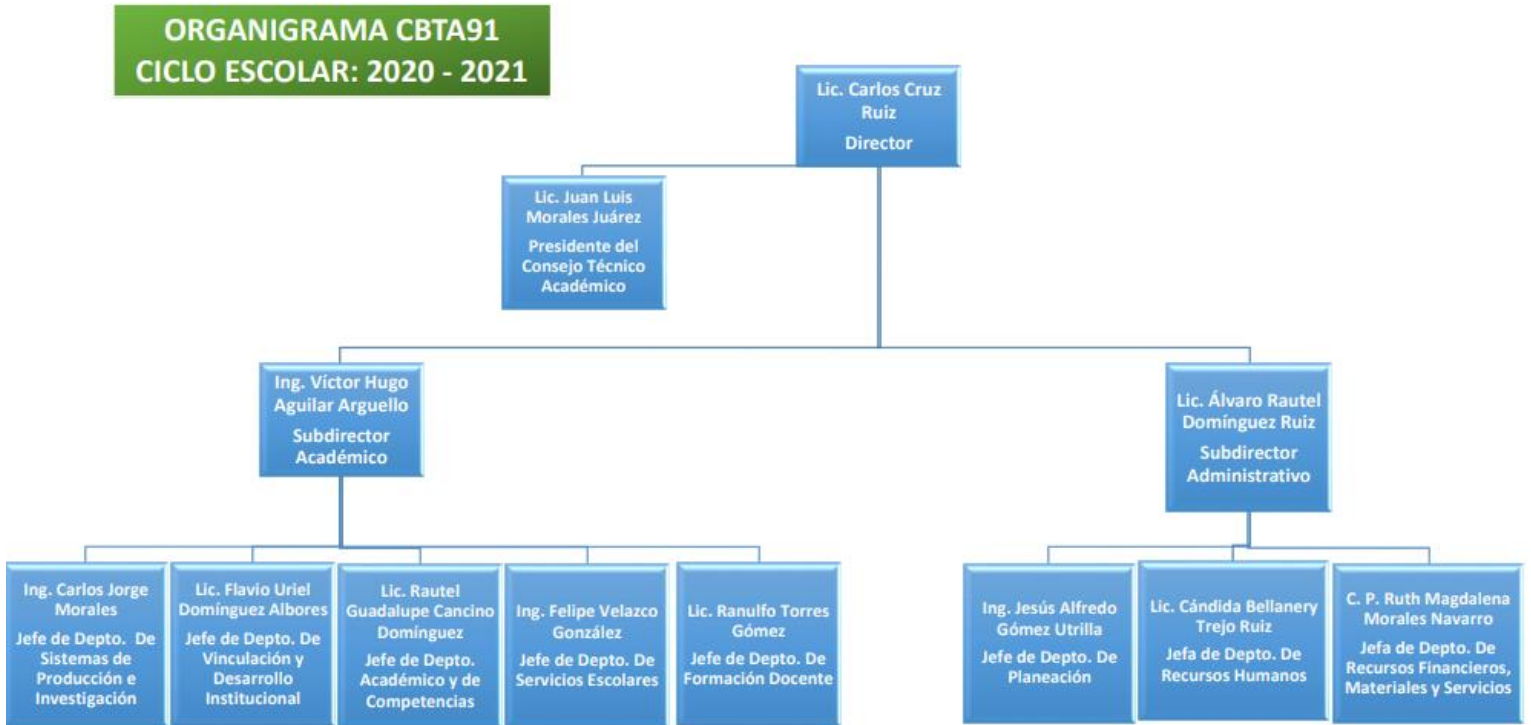 ORGANIGRAMA CBTA91
CICLO ESCOLAR: 2020 - 2021
Lic. Carlos Cruz
Ruiz
Director
Lic. Juan Luis
Morales Juárez
Presidente del
Consejo Técnico
Académico
Ing. Víctor Hugo
Aguilar Arguello
Subdirector
Académico
Lic. Álvaro Rautel
Domínguez Ruiz
Subdirector
Administrativo
Ing. Carlos Jorge
Morales
Jefe de Depto. De
Sistemas de
Producción e
Investigación
Lic. Flavio Uriel
Domínguez Albores
Jefe de Depto. De
Vinculación y
Desarrollo
Institucional
Lic. Rautel
Guadalupe Cancino
Domínguez
Jefe de Depto.
Académico y de
Competencias
Ing. Felipe Velazco
González
Jefe de Depto. De
Servicios Escolares
Lic. Ranulfo Torres
Gómez
Jefe de Depto. De
Formación Docente
Ing. Jesús Alfredo
Gómez Utrilla
Jefe de Depto. De
Planeación
Lic. Cándida Bellanery
Trejo Ruiz
Jefa de Depto. De
Recursos Humanos
C. P. Ruth Magdalena
Morales Navarro
Jefa de Depto. De
Recursos Financieros,
Materiales y Servicios